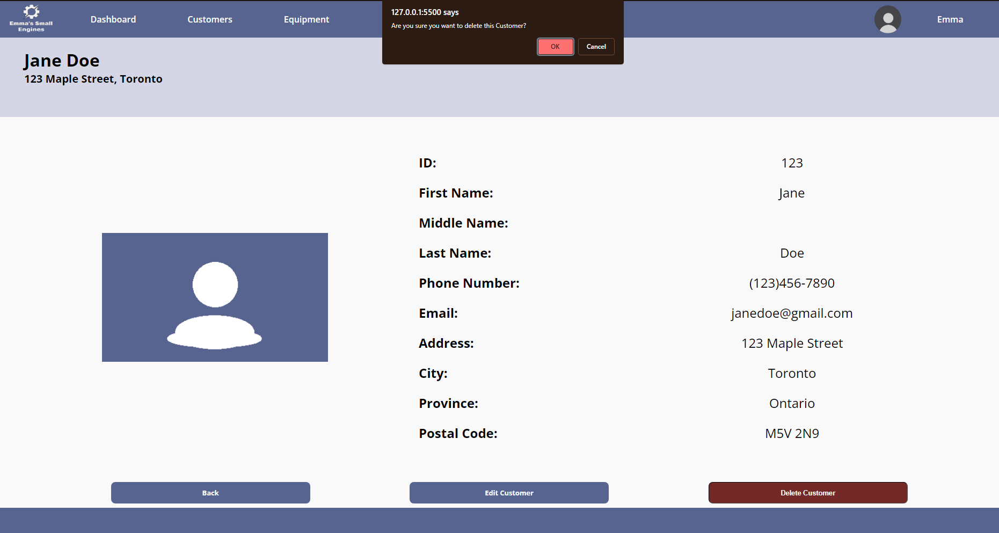 Emma's Small
Engines
Dashboard
Customers
Equipment
127.0.0.1:5500 says
Are you sure you want to delete this Customer?
OK
Cancel
Emma
Jane Doe
123 Maple Street, Toronto
ID: 123
First Name: Jane
Middle Name:
Last Name: Doe
Phone Number: (123)456-7890
Email: janedoe@gmail.com
Address: 123 Maple Street
City: Toronto
Province: Ontario
Postal Code: M5V 2N9
Back
Edit Customer
Delete Customer